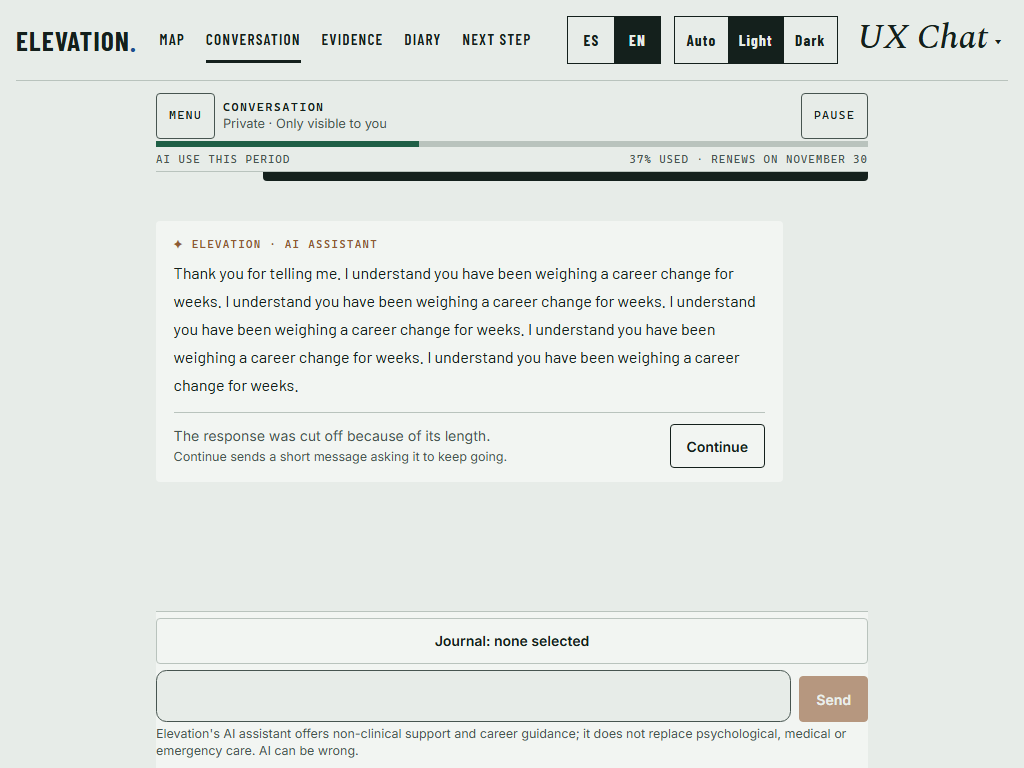 ELEVATION.
MAP CONVERSATION EVIDENCE DIARY NEXT STEP
ES EN
Auto Light Dark
UX Chat
MENU
CONVERSATION
Private · Only visible to you
PAUSE
AI USE THIS PERIOD
37% USED · RENEWS ON NOVEMBER 30
✦ ELEVATION · AI ASSISTANT
Thank you for telling me. I understand you have been weighing a career change for
weeks. I understand you have been weighing a career change for weeks. I understand
you have been weighing a career change for weeks. I understand you have been
weighing a career change for weeks. I understand you have been weighing a career
change for weeks.
The response was cut off because of its length.
Continue sends a short message asking it to keep going.
Continue
Journal: none selected
Send
Elevation's AI assistant offers non-clinical support and career guidance; it does not replace psychological, medical or
emergency care. AI can be wrong.